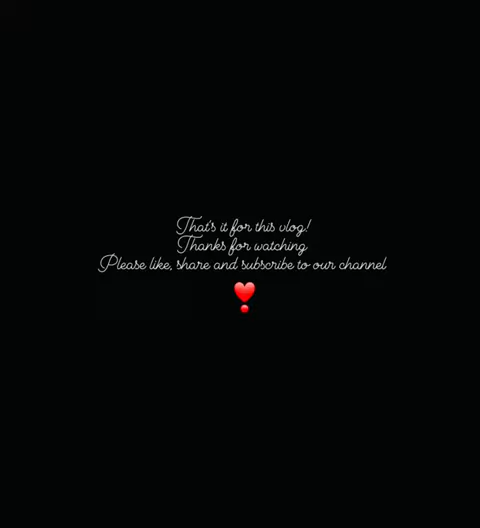 That's it for this vlog!
Thanks for watching
Please like, share and subscribe to our channel
❣️